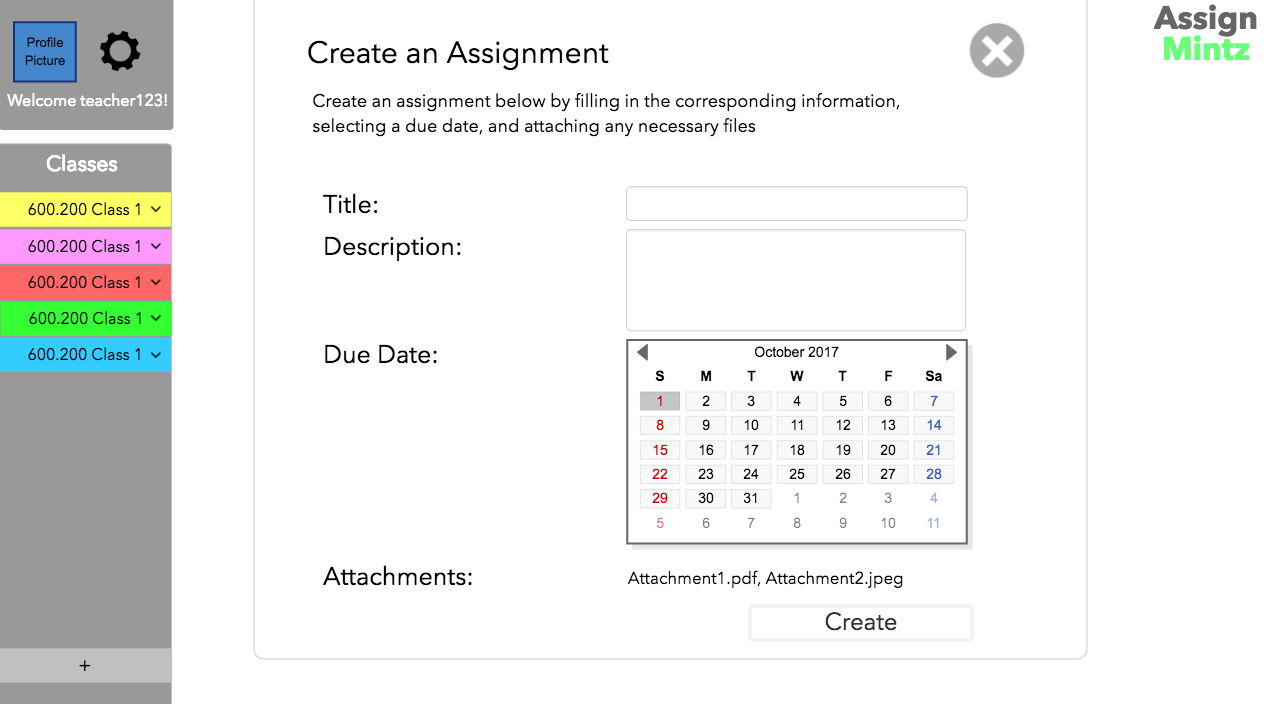 Profile
Picture
Welcome teacher123!
Classes
600.200 Class 1
600.200 Class 1
600.200 Class 1
600.200 Class 1
600.200 Class 1
+
Create an Assignment
Create an assignment below by filling in the corresponding information,
selecting a due date, and attaching any necessary files
Title:
Description:
Due Date:
October 2017
S M T W T F Sa
1 2 3 4 5 6 7
8 9 10 11 12 13 14
15 16 17 18 19 20 21
22 23 24 25 26 27 28
29 30 31 1 2 3 4
5 6 7 8 9 10 11
Attachments:
Attachment1.pdf, Attachment2.jpeg
Create
Assign
Mintz